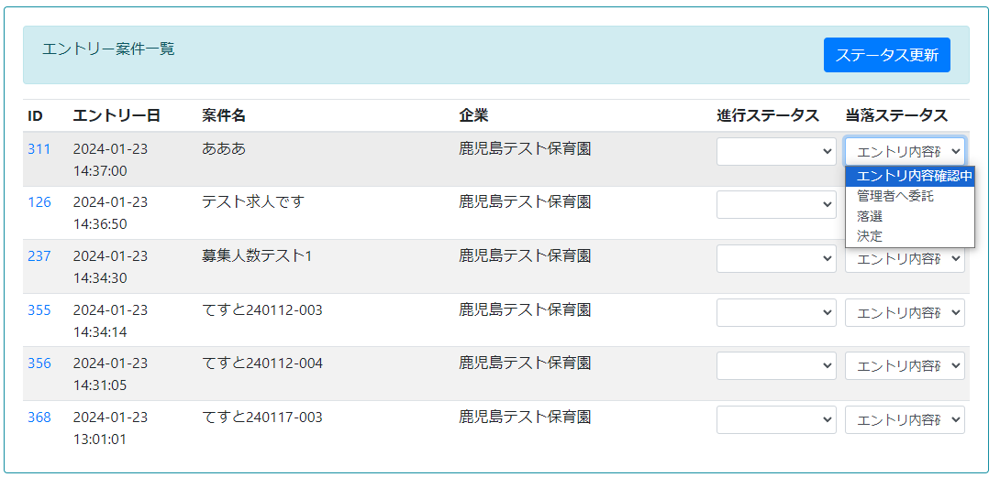 エントリー案件一覧
ステータス更新
ID エントリー日 案件名 企業 進行ステータス 当落ステータス
311 2024-01-23 あああ 鹿児島テスト保育園 エントリ内容確
14:37:00
エントリ内容確認中
管理者へ委託
落選
決定
126 2024-01-23 テスト求人です 鹿児島テスト保育園
14:36:50
237 2024-01-23 募集人数テスト1 鹿児島テスト保育園 エントリ内容確
14:34:30
355 2024-01-23 てすと240112-003 鹿児島テスト保育園 エントリ内容確
14:34:14
356 2024-01-23 てすと240112-004 鹿児島テスト保育園 エントリ内容確
14:31:05
368 2024-01-23 てすと240117-003 鹿児島テスト保育園 エントリ内容確
13:01:01